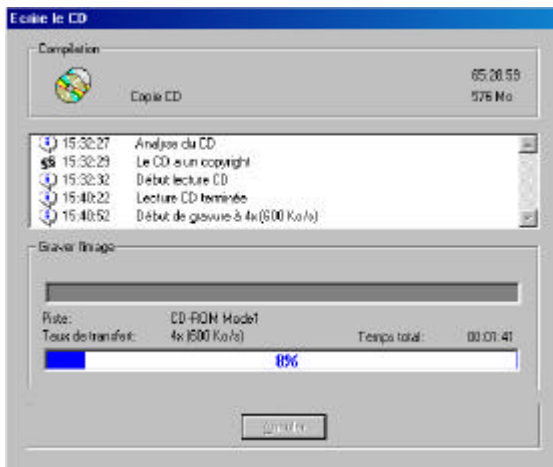 Ecrire le CD
Compilation
65:28.59
Copie CD
576 Mo
15:32:27 Analyse du CD
15:32:29 Le CD a un copyright
15:32:32 Début lecture CD
15:40:22 Lecture CD terminée
15:40:52 Début de gravure à 4x (600 Ko/s)
Graver l'image
Piste: CD-ROM Mode1
Taux de transfert: 4x (600 Ko/s) Temps total: 00:01:41
8%
Annuler